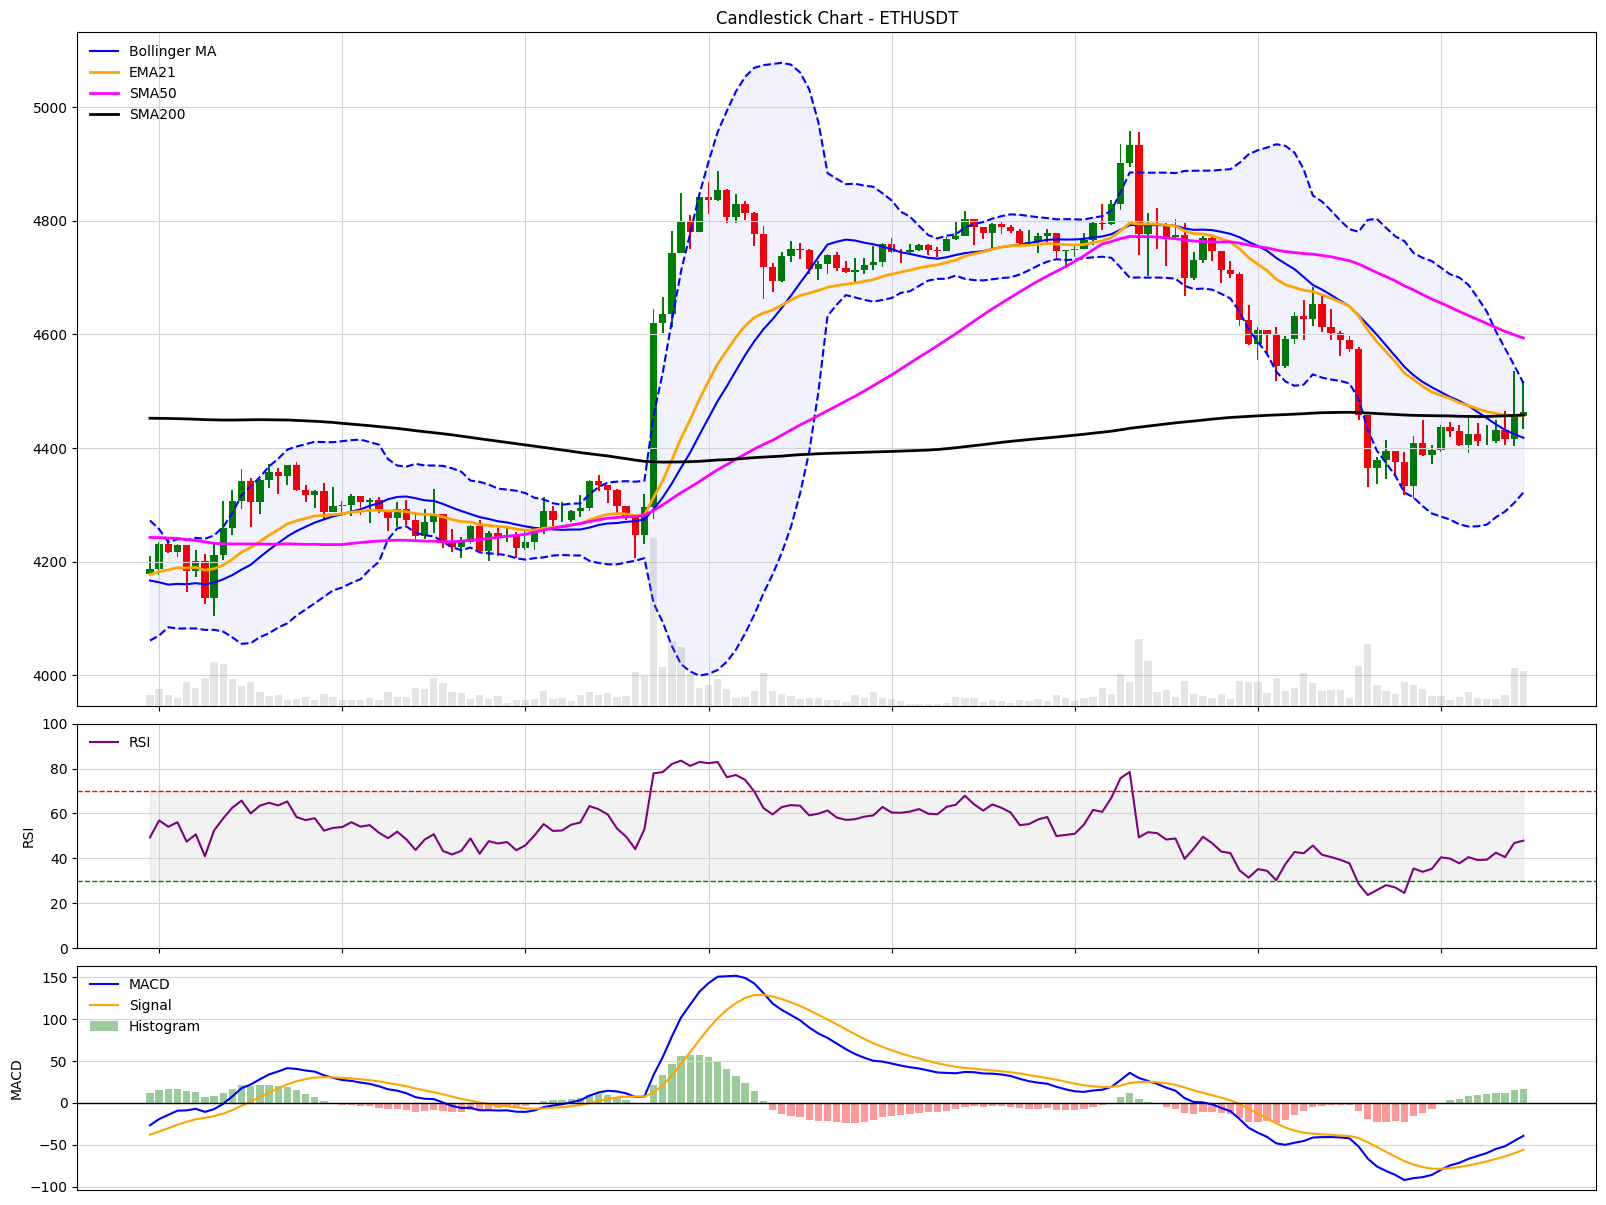 Candlestick Chart - ETHUSDT
Bollinger MA
EMA21
SMA50
SMA200
5000
4800
4600
4400
4200
4000
100
RSI
80
60
RSI
40
20
0
150
MACD
Signal
100
Histogram
50
MACD
0
−50
−100